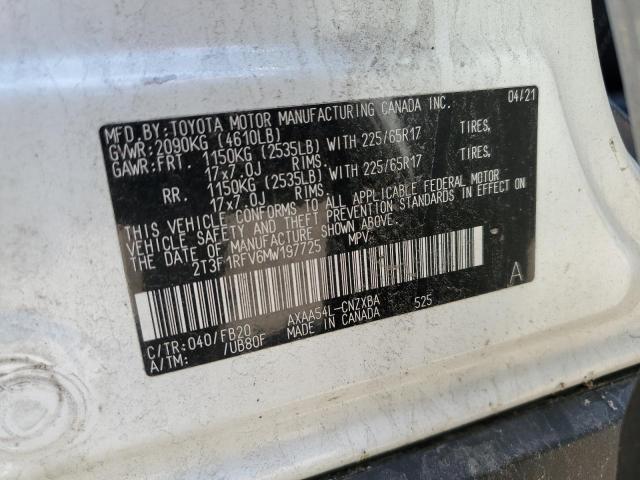 MFD. BY: TOYOTA MOTOR MANUFACTURING CANADA INC. 04/21
GVWR: 2090KG (4610LB)
GAWR: FRT. 1150KG (2535LB) WITH 225/65R17 TIRES,
17x7.0J RIMS,
RR. 1150KG (2535LB) WITH 225/65R17 TIRES,
17x7.0J RIMS,
THIS VEHICLE CONFORMS TO ALL APPLICABLE FEDERAL MOTOR
VEHICLE SAFETY AND THEFT PREVENTION STANDARDS IN EFFECT ON
THE DATE OF MANUFACTURE SHOWN ABOVE.
2T3F1RFV6MW197725 MPV
A
C/TR: 040/FB20 AXAA54L-CNZXBA 525
A/TM: /UB80F MADE IN CANADA